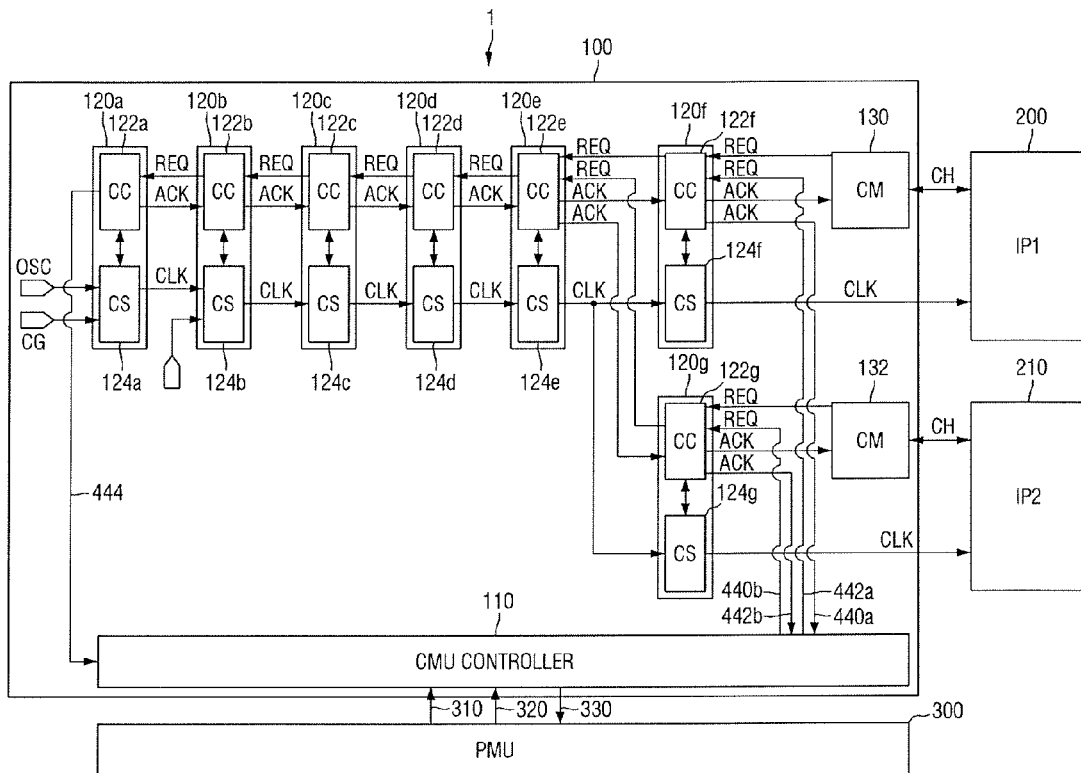 1
100
120a 120b 120c 120d 120e 120f
122a 122b 122c 122d 122e 122f 130 200
REQ REQ REQ REQ REQ
REQ REQ
CC CC CC CC CC CC CM CH IP1
ACK ACK ACK ACK ACK ACK
ACK ACK
124f
OSC CLK CLK CLK CLK CLK CLK
CS CS CS CS CS CS
CG
124a 124b 124c 124d 124e
120g
122g 132 210
REQ
REQ
CC ACK CM CH IP2
ACK
124g
444
CS CLK
440b 442a
442b 440a
110
CMU CONTROLLER
310 320 330 300
PMU